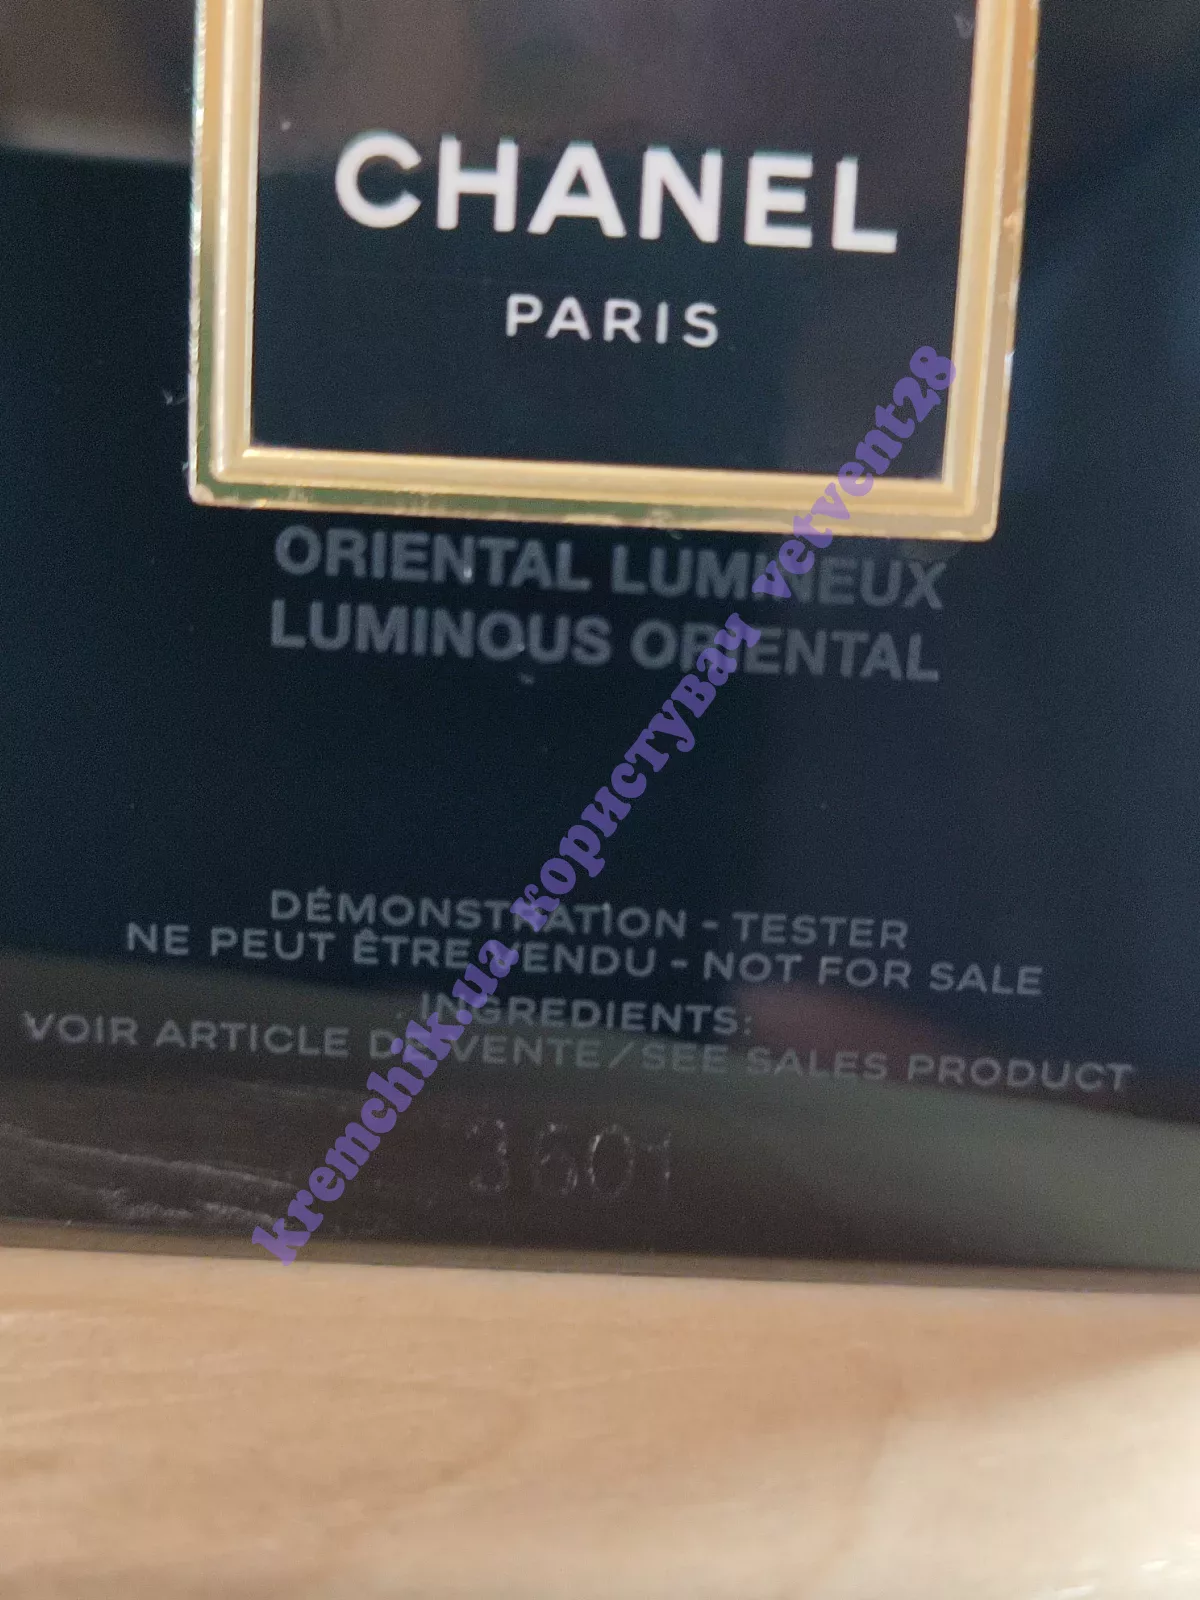 CHANEL
PARIS
ORIENTAL LUMINEUX
LUMINOUS ORIENTAL
DÉMONSTRATION - TESTER
NE PEUT ÊTRE VENDU - NOT FOR SALE
INGREDIENTS:
VOIR ARTICLE DE VENTE/SEE SALES PRODUCT
3601
kremchik.ua користувач vetvent28